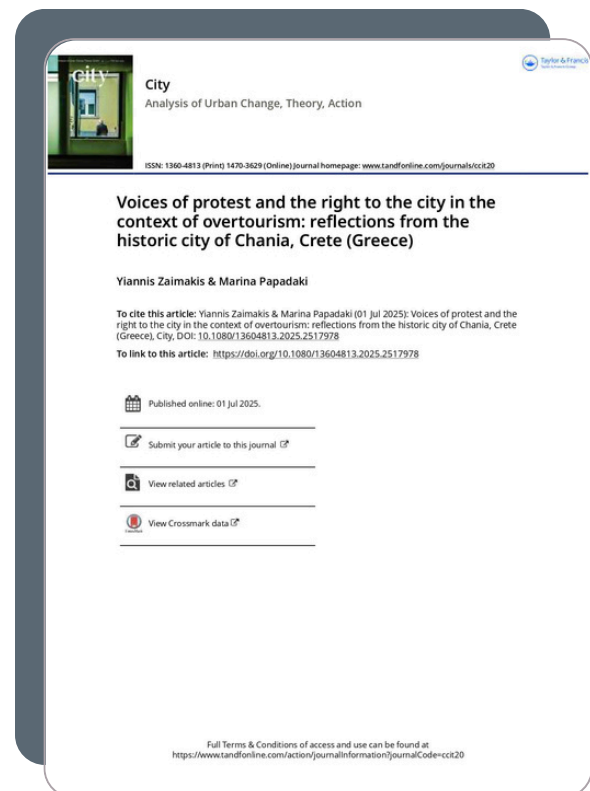 city
Taylor & Francis
City
Analysis of Urban Change, Theory, Action
ISSN: 1360-4813 (Print) 1470-3629 (Online) Journal homepage: www.tandfonline.com/journals/ccit20
Voices of protest and the right to the city in the
context of overtourism: reflections from the
historic city of Chania, Crete (Greece)
Yiannis Zaimakis & Marina Papadaki
To cite this article: Yiannis Zaimakis & Marina Papadaki (01 Jul 2025): Voices of protest and the
right to the city in the context of overtourism: reflections from the historic city of Chania, Crete
(Greece), City, DOI: 10.1080/13604813.2025.2517978
To link to this article: https://doi.org/10.1080/13604813.2025.2517978
Published online: 01 Jul 2025.
Submit your article to this journal
View related articles
View Crossmark data
Full Terms & Conditions of access and use can be found at
https://www.tandfonline.com/action/journalInformation?journalCode=ccit20